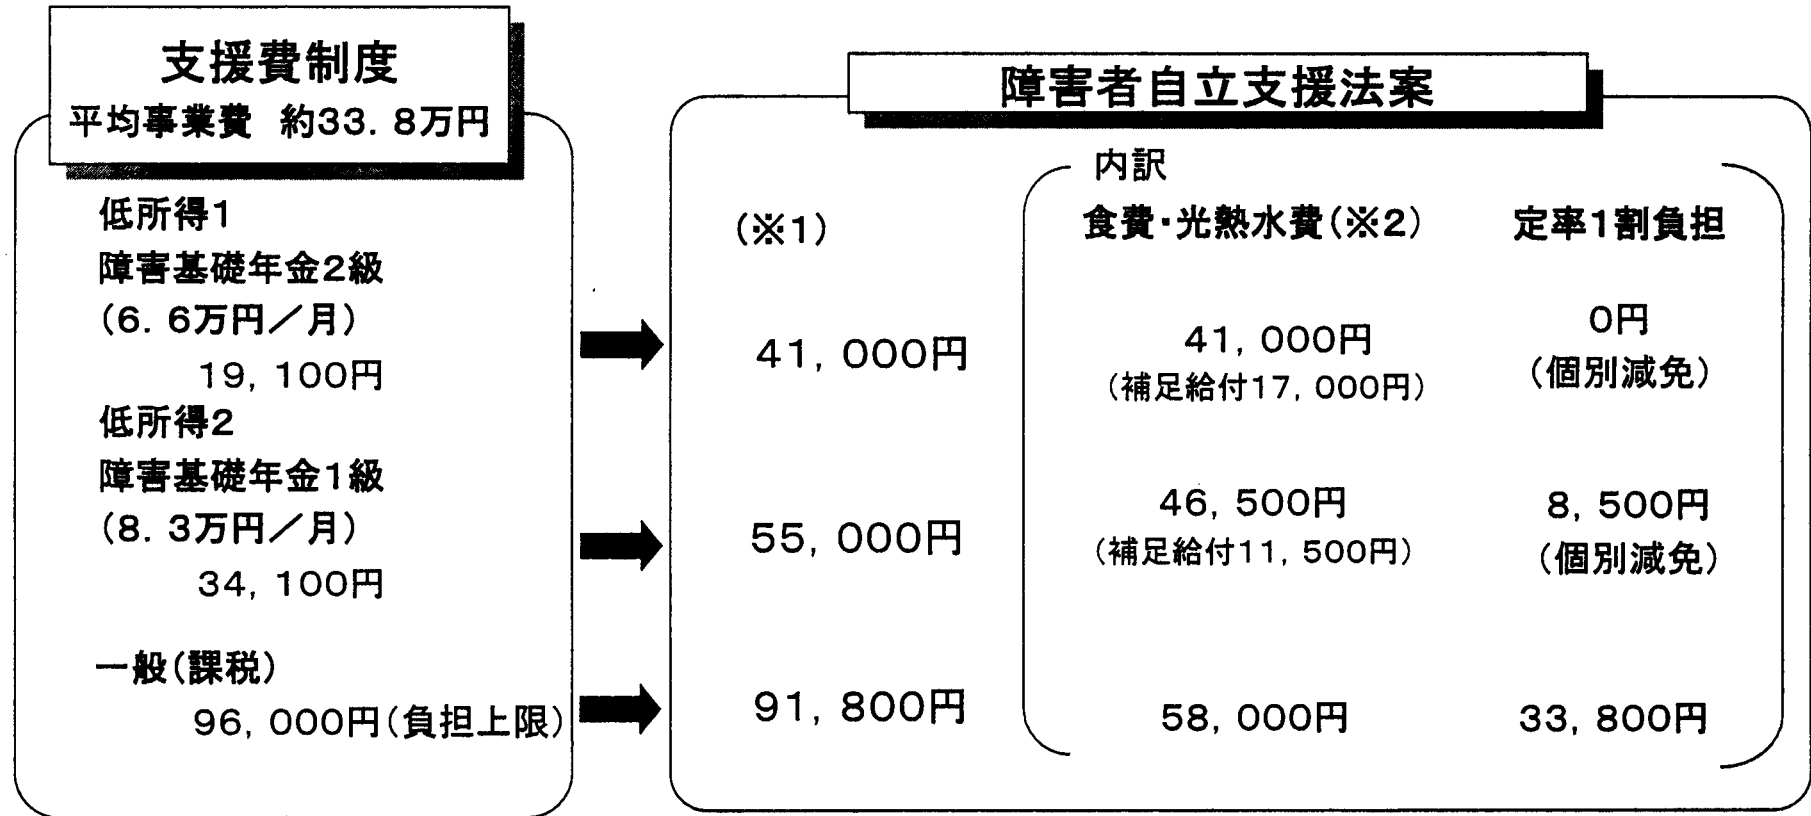 支援費制度
平均事業費 約33.8万円
低所得1
障害基礎年金2級
(6.6万円/月)
19,100円
低所得2
障害基礎年金1級
(8.3万円/月)
34,100円
一般(課税)
96,000円(負担上限)
障害者自立支援法案
内訳
(※1) 食費・光熱水費(※2) 定率1割負担
41,000円 41,000円 0円
(補足給付17,000円) (個別減免)
55,000円 46,500円 8,500円
(補足給付11,500円) (個別減免)
91,800円 58,000円 33,800円